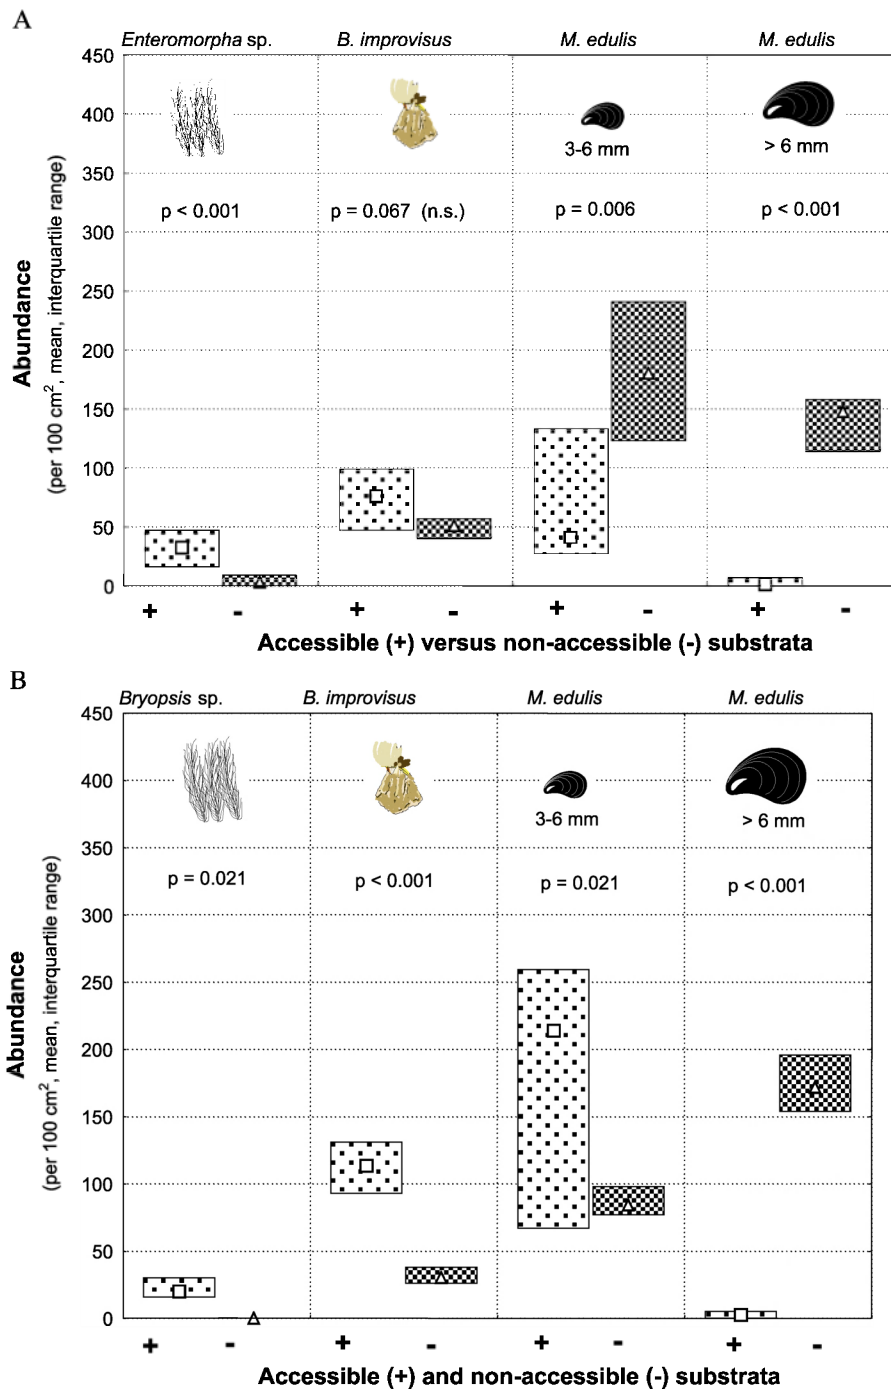 A
Enteromorpha sp. B. improvisus M. edulis M. edulis
450
400
350
300
250
200
150
100
50
0
Abundance
(per 100 cm², mean, interquartile range)
3-6 mm > 6 mm
p < 0.001 p = 0.067 (n.s.) p = 0.006 p < 0.001
+ - + - + - + -
Accessible (+) versus non-accessible (-) substrata
B
Bryopsis sp. B. improvisus M. edulis M. edulis
450
400
350
300
250
200
150
100
50
0
Abundance
(per 100 cm², mean, interquartile range)
3-6 mm > 6 mm
p = 0.021 p < 0.001 p = 0.021 p < 0.001
+ - + - + - + -
Accessible (+) and non-accessible (-) substrata